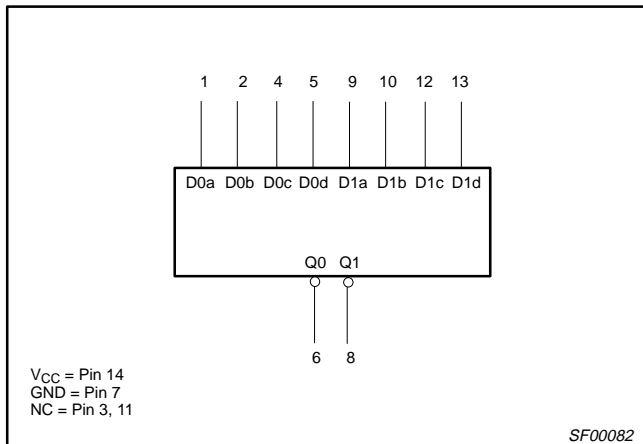 1 2 4 5 9 10 12 13
D0a D0b D0c D0d D1a D1b D1c D1d
Q0 Q1
6 8
VCC = Pin 14
GND = Pin 7
NC = Pin 3, 11
SF00082